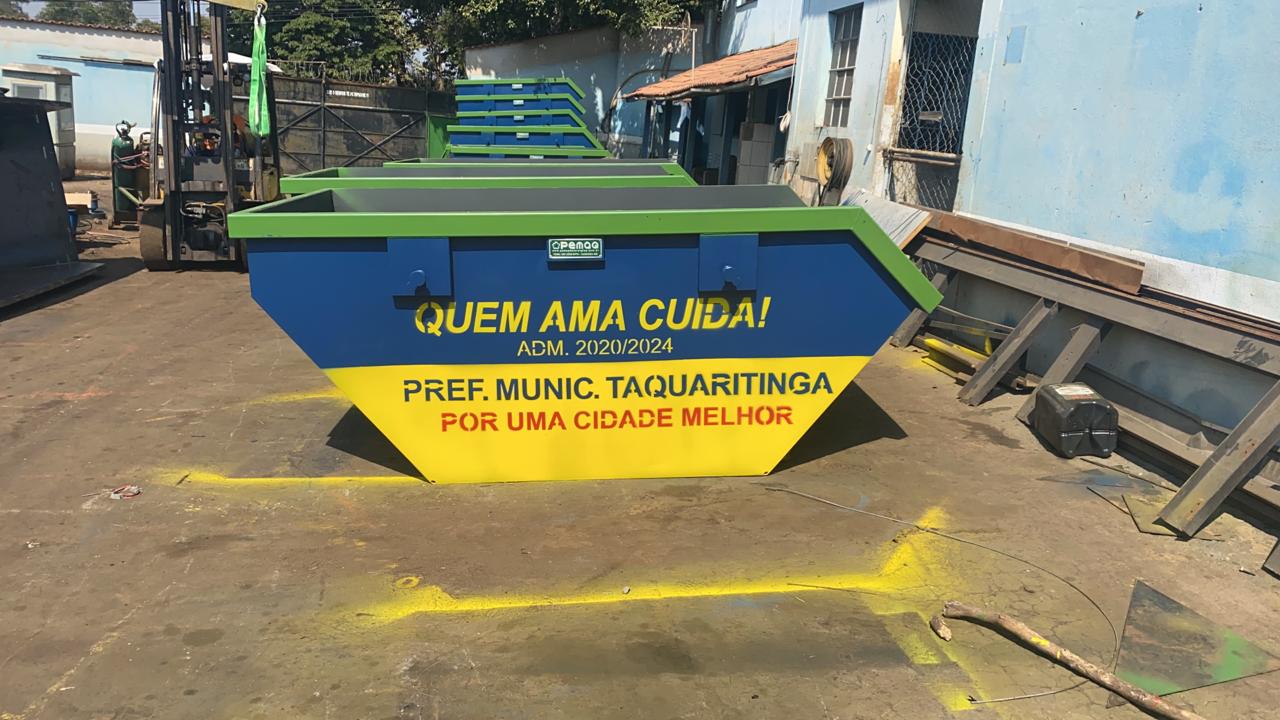 PEMAQ
QUEM AMA CUIDA!
ADM. 2020/2024
PREF. MUNIC. TAQUARITINGA
POR UMA CIDADE MELHOR